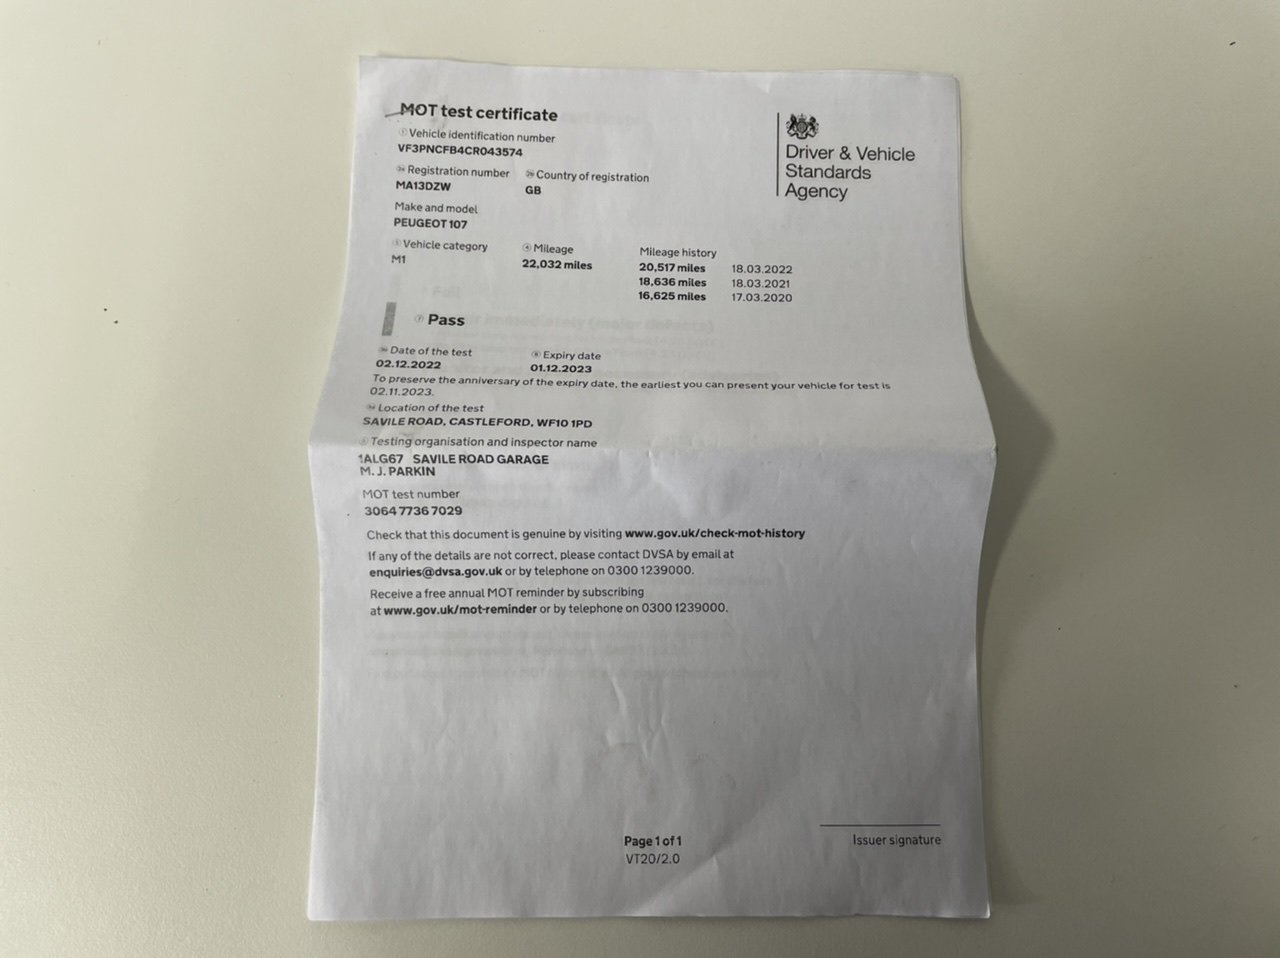 MOT test certificate
Vehicle identification number
VF3PNCFB4CR043574
Registration number
MA13DZW
Country of registration
GB
Make and model
PEUGEOT 107
Vehicle category
M1
Mileage
22,032 miles
Mileage history
20,517 miles 18.03.2022
18,636 miles 18.03.2021
16,625 miles 17.03.2020
Driver & Vehicle
Standards
Agency
Pass
Date of the test
02.12.2022
Expiry date
01.12.2023
To preserve the anniversary of the expiry date, the earliest you can present your vehicle for test is
02.11.2023.
Location of the test
SAVILE ROAD, CASTLEFORD, WF10 1PD
Testing organisation and inspector name
1ALG67 SAVILE ROAD GARAGE
M. J. PARKIN
MOT test number
3064 7736 7029
Check that this document is genuine by visiting www.gov.uk/check-mot-history
If any of the details are not correct, please contact DVSA by email at
enquiries@dvsa.gov.uk or by telephone on 0300 1239000.
Receive a free annual MOT reminder by subscribing
at www.gov.uk/mot-reminder or by telephone on 0300 1239000.
Page 1 of 1
VT20/2.0
Issuer signature